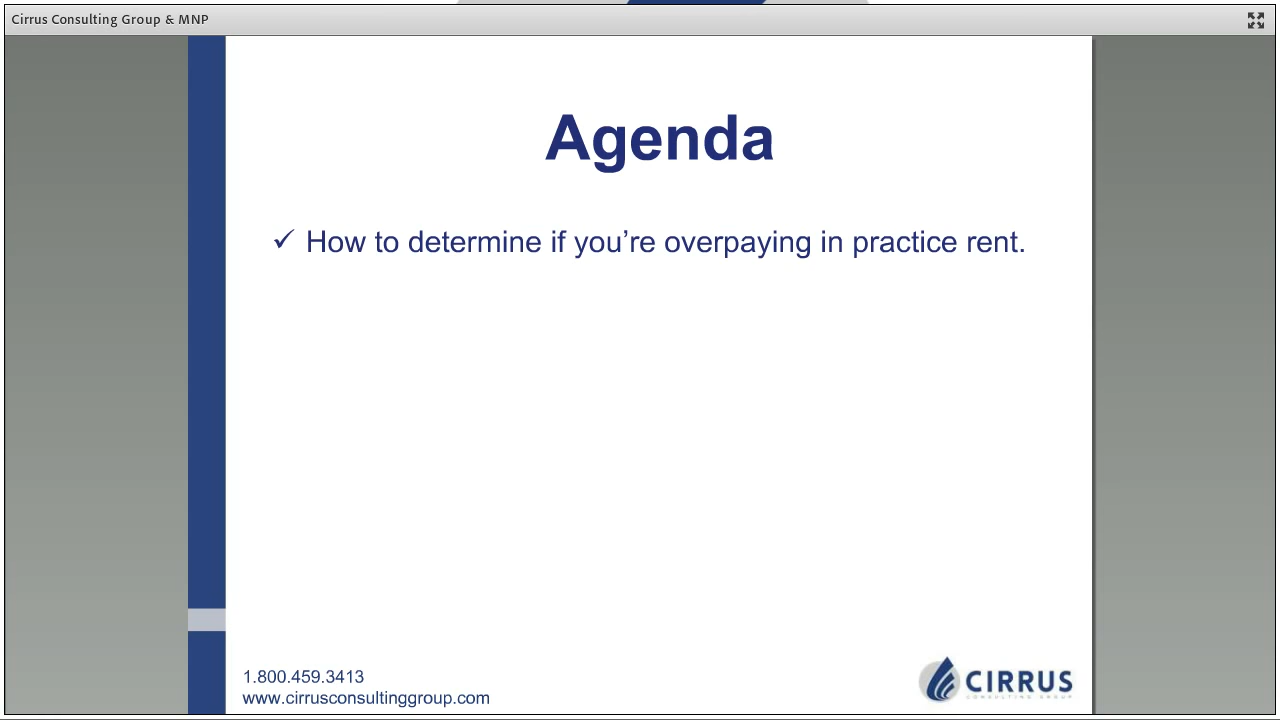 Cirrus Consulting Group & MNP
Agenda
✓ How to determine if you’re overpaying in practice rent.
1.800.459.3413
www.cirrusconsultinggroup.com
CIRRUS
CONSULTING GROUP